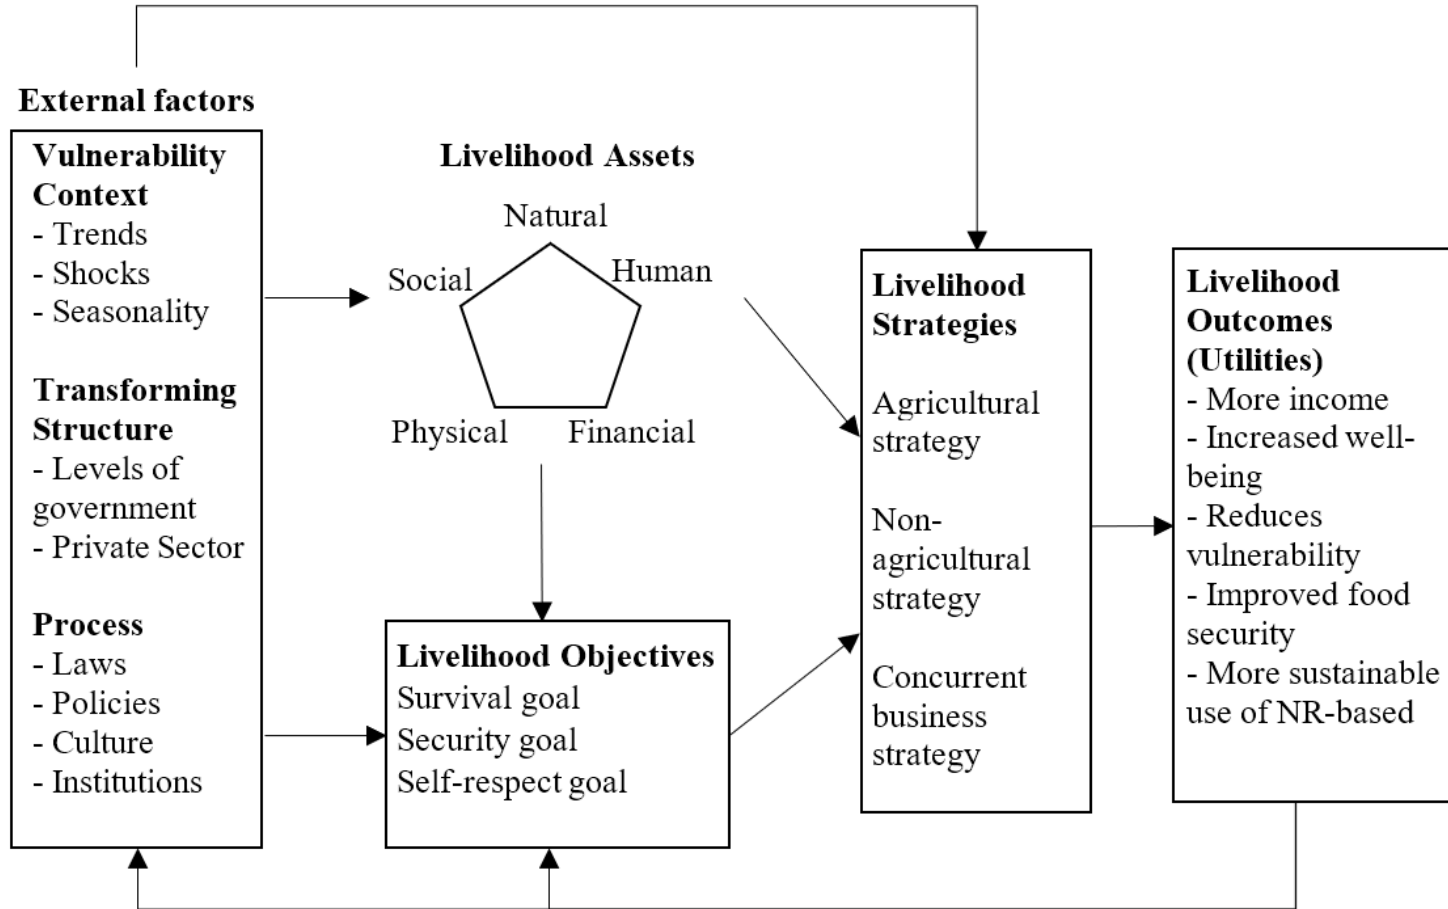 External factors
Vulnerability
Context
- Trends
- Shocks
- Seasonality
Transforming
Structure
- Levels of
government
- Private Sector
Process
- Laws
- Policies
- Culture
- Institutions
Livelihood Assets
Natural
Social
Human
Physical
Financial
Livelihood Objectives
Survival goal
Security goal
Self-respect goal
Livelihood
Strategies
Agricultural
strategy
Non-
agricultural
strategy
Concurrent
business
strategy
Livelihood
Outcomes
(Utilities)
- More income
- Increased well-
being
- Reduces
vulnerability
- Improved food
security
- More sustainable
use of NR-based